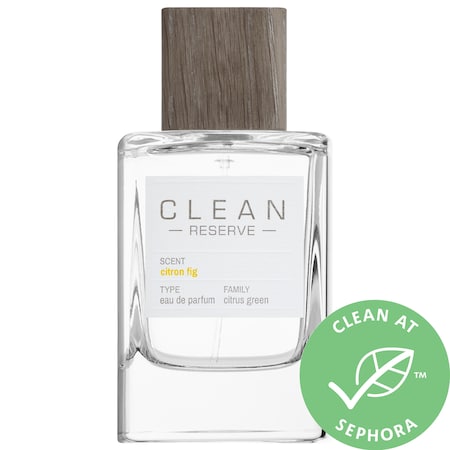 CLEAN
— RESERVE —
SCENT
citron fig
TYPE FAMILY
eau de parfum citrus green
CLEAN AT
™
SEPHORA